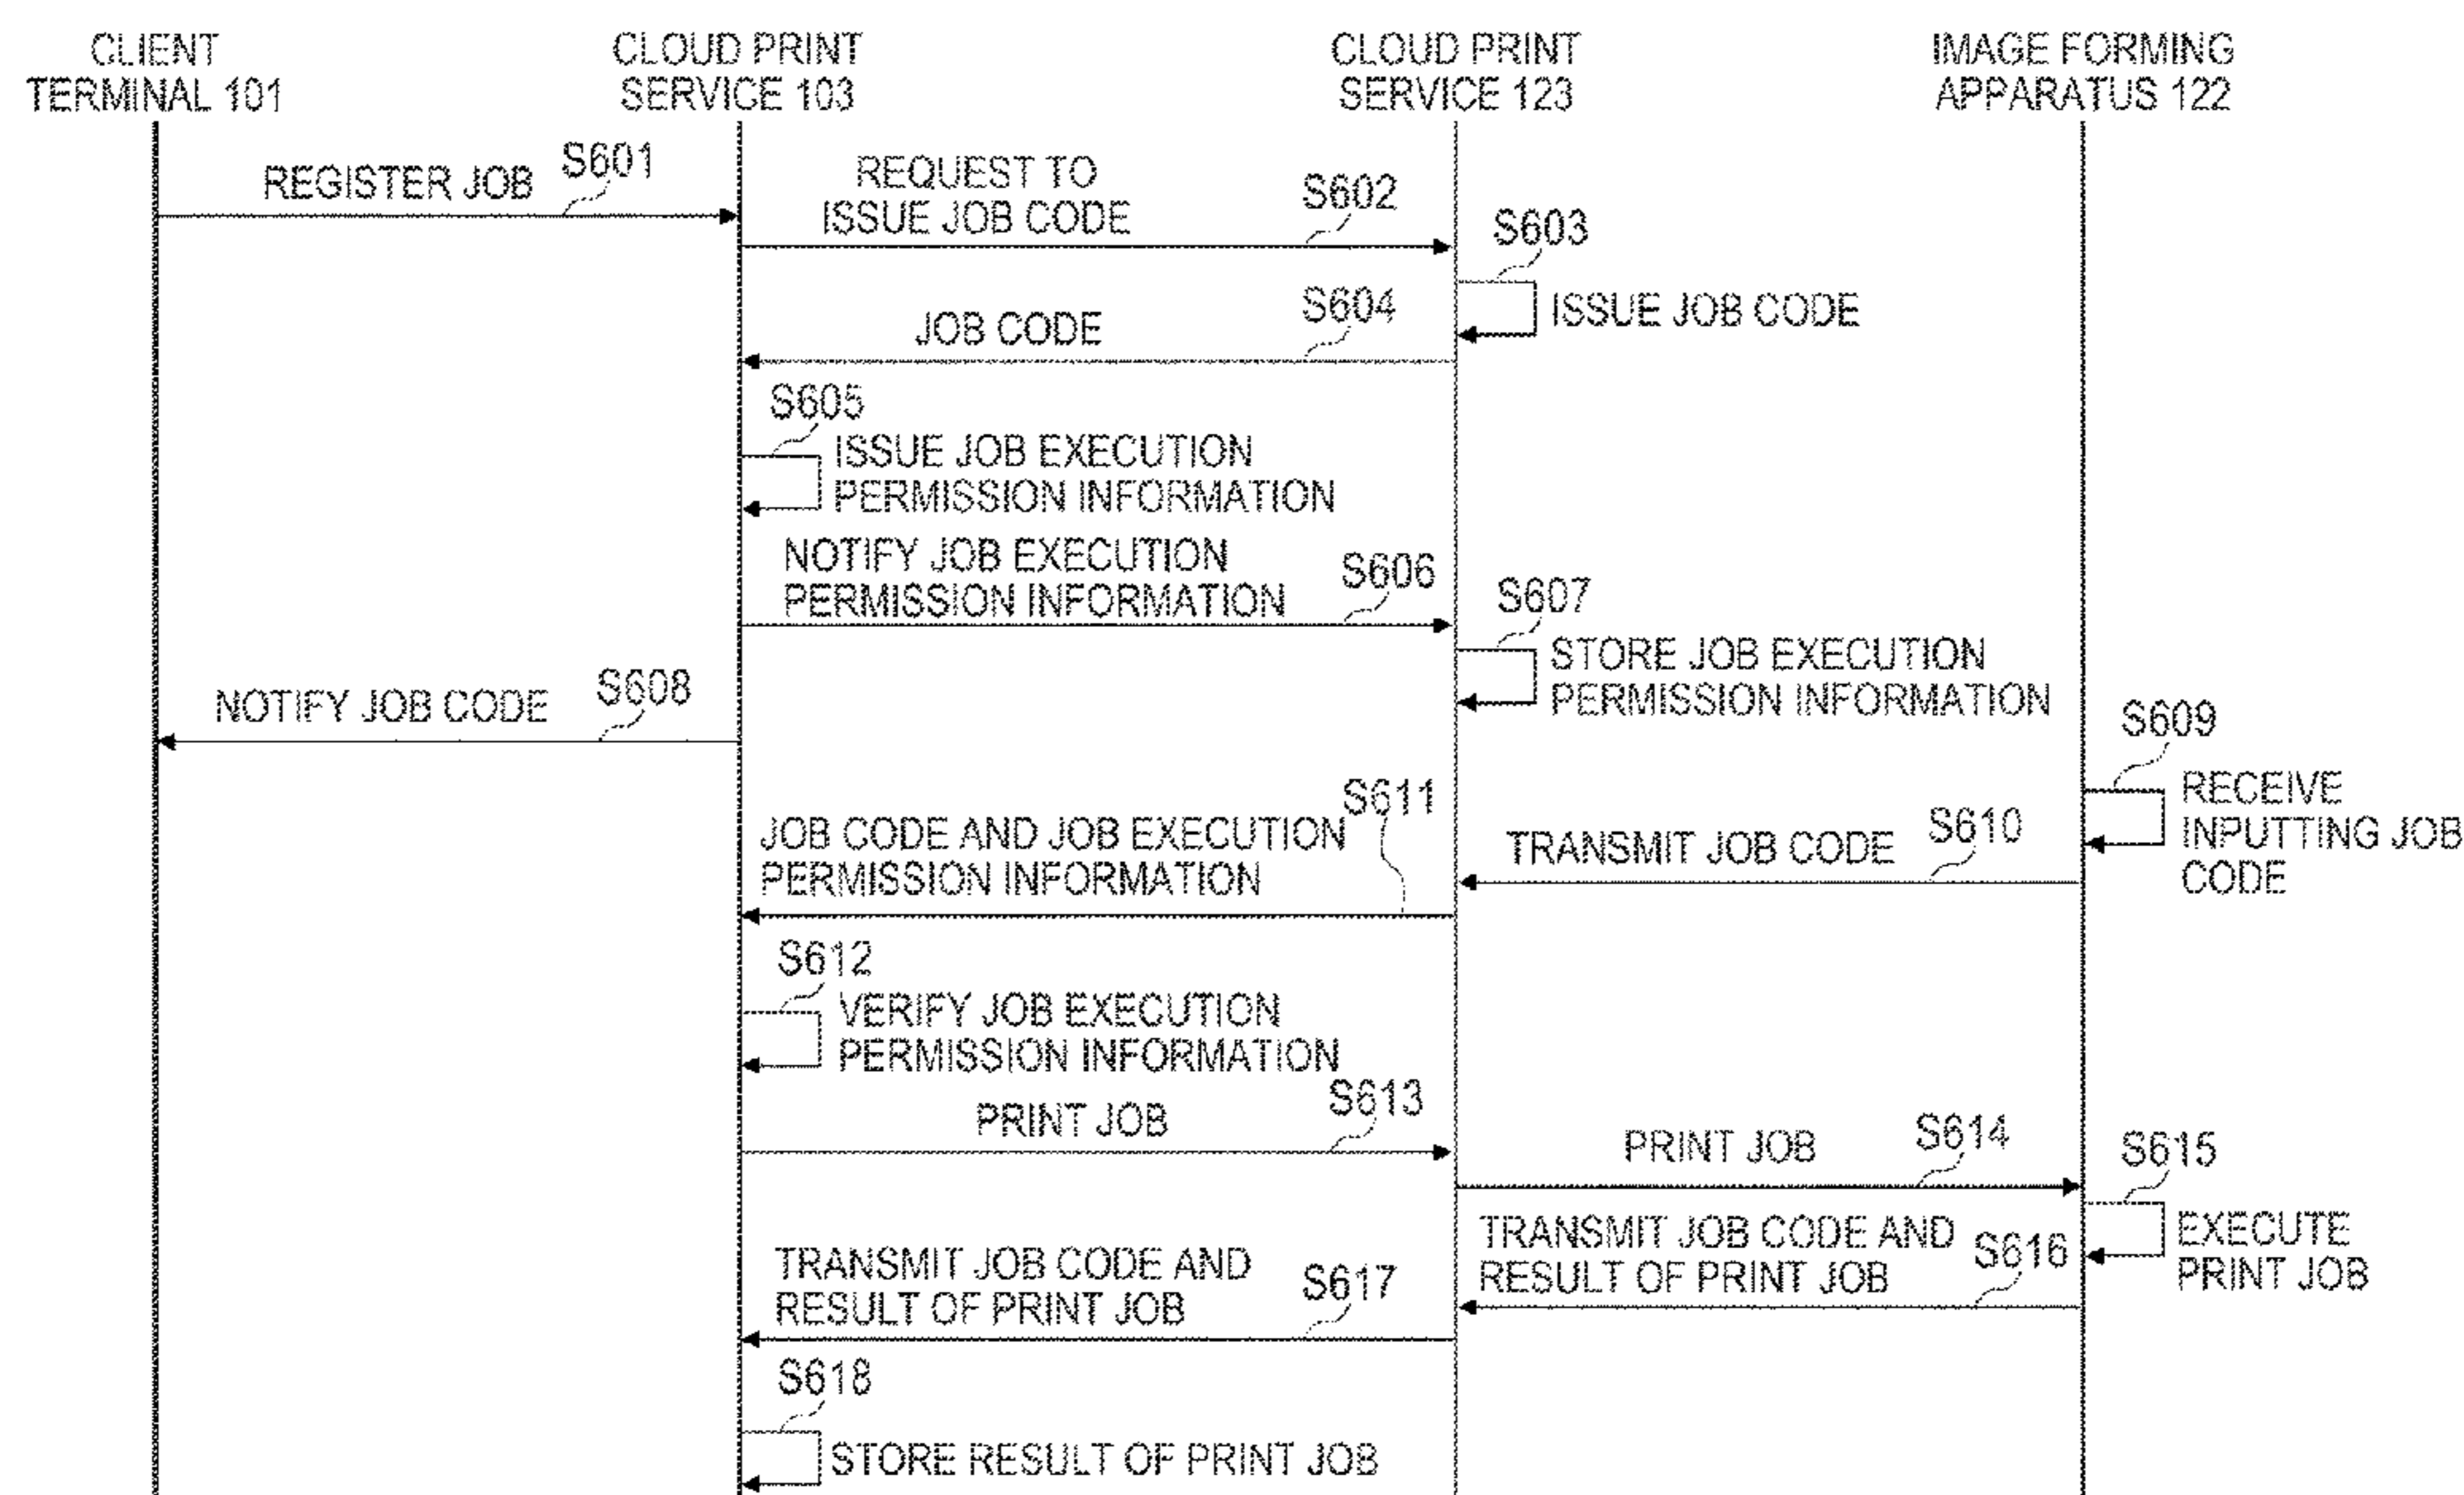 CLIENT
TERMINAL 101
CLOUD PRINT
SERVICE 103
CLOUD PRINT
SERVICE 123
IMAGE FORMING
APPARATUS 122
REGISTER JOB
S601
REQUEST TO
ISSUE JOB CODE
S602
S603
ISSUE JOB CODE
JOB CODE
S604
S605
ISSUE JOB EXECUTION
PERMISSION INFORMATION
NOTIFY JOB EXECUTION
PERMISSION INFORMATION
S606
S607
STORE JOB EXECUTION
PERMISSION INFORMATION
NOTIFY JOB CODE
S608
S609
RECEIVE
INPUTTING JOB
CODE
TRANSMIT JOB CODE
S610
JOB CODE AND JOB EXECUTION
PERMISSION INFORMATION
S611
S612
VERIFY JOB EXECUTION
PERMISSION INFORMATION
PRINT JOB
S613
PRINT JOB
S614
S615
EXECUTE
PRINT JOB
TRANSMIT JOB CODE AND
RESULT OF PRINT JOB
S616
TRANSMIT JOB CODE AND
RESULT OF PRINT JOB
S617
S618
STORE RESULT OF PRINT JOB